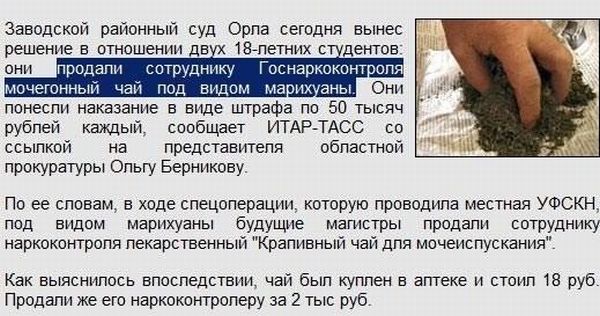 Заводской районный суд Орла сегодня вынес
решение в отношении двух 18-летних студентов:
они продали сотруднику Госнаркоконтроля
мочегонный чай под видом марихуаны. Они
понесли наказание в виде штрафа по 50 тысяч
рублей каждый, сообщает ИТАР-ТАСС со
ссылкой на представителя областной
прокуратуры Ольгу Берникову.
По ее словам, в ходе спецоперации, которую проводила местная УФСКН,
под видом марихуаны будущие магистры продали сотруднику
наркоконтроля лекарственный "Крапивный чай для мочеиспускания".
Как выяснилось впоследствии, чай был куплен в аптеке и стоил 18 руб.
Продали же его наркоконтролеру за 2 тыс руб.